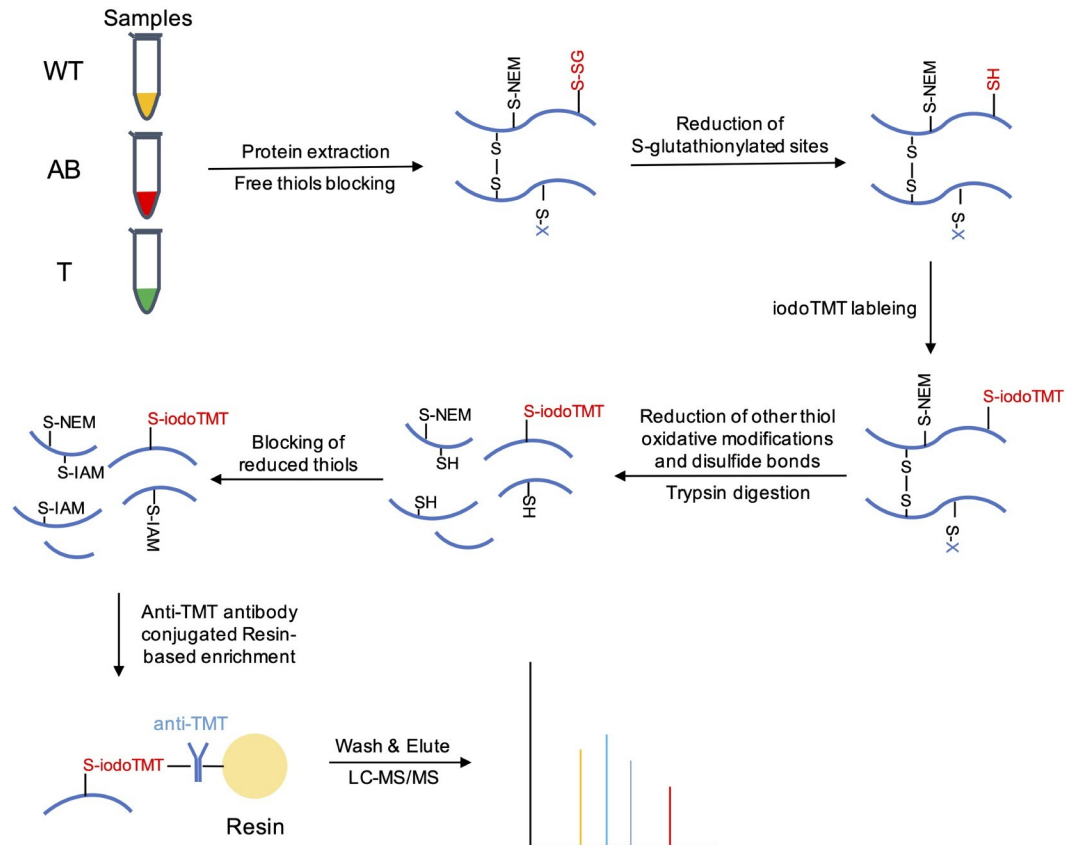 Samples
WT
AB
T
Protein extraction
Free thiols blocking
S-NEM
S-SG
S
S
S-X
Reduction of
S-glutathionylated sites
S-NEM
SH
S
S
S-X
iodoTMT lableing
S-NEM
S-iodoTMT
S
S
S-X
Reduction of other thiol
oxidative modifications
and disulfide bonds
Trypsin digestion
S-NEM
SH
S-iodoTMT
SH
SH
Blocking of
reduced thiols
S-NEM
S-IAM
S-iodoTMT
S-IAM
S-IAM
Anti-TMT antibody
conjugated Resin-
based enrichment
anti-TMT
S-iodoTMT
Resin
Wash & Elute
LC-MS/MS